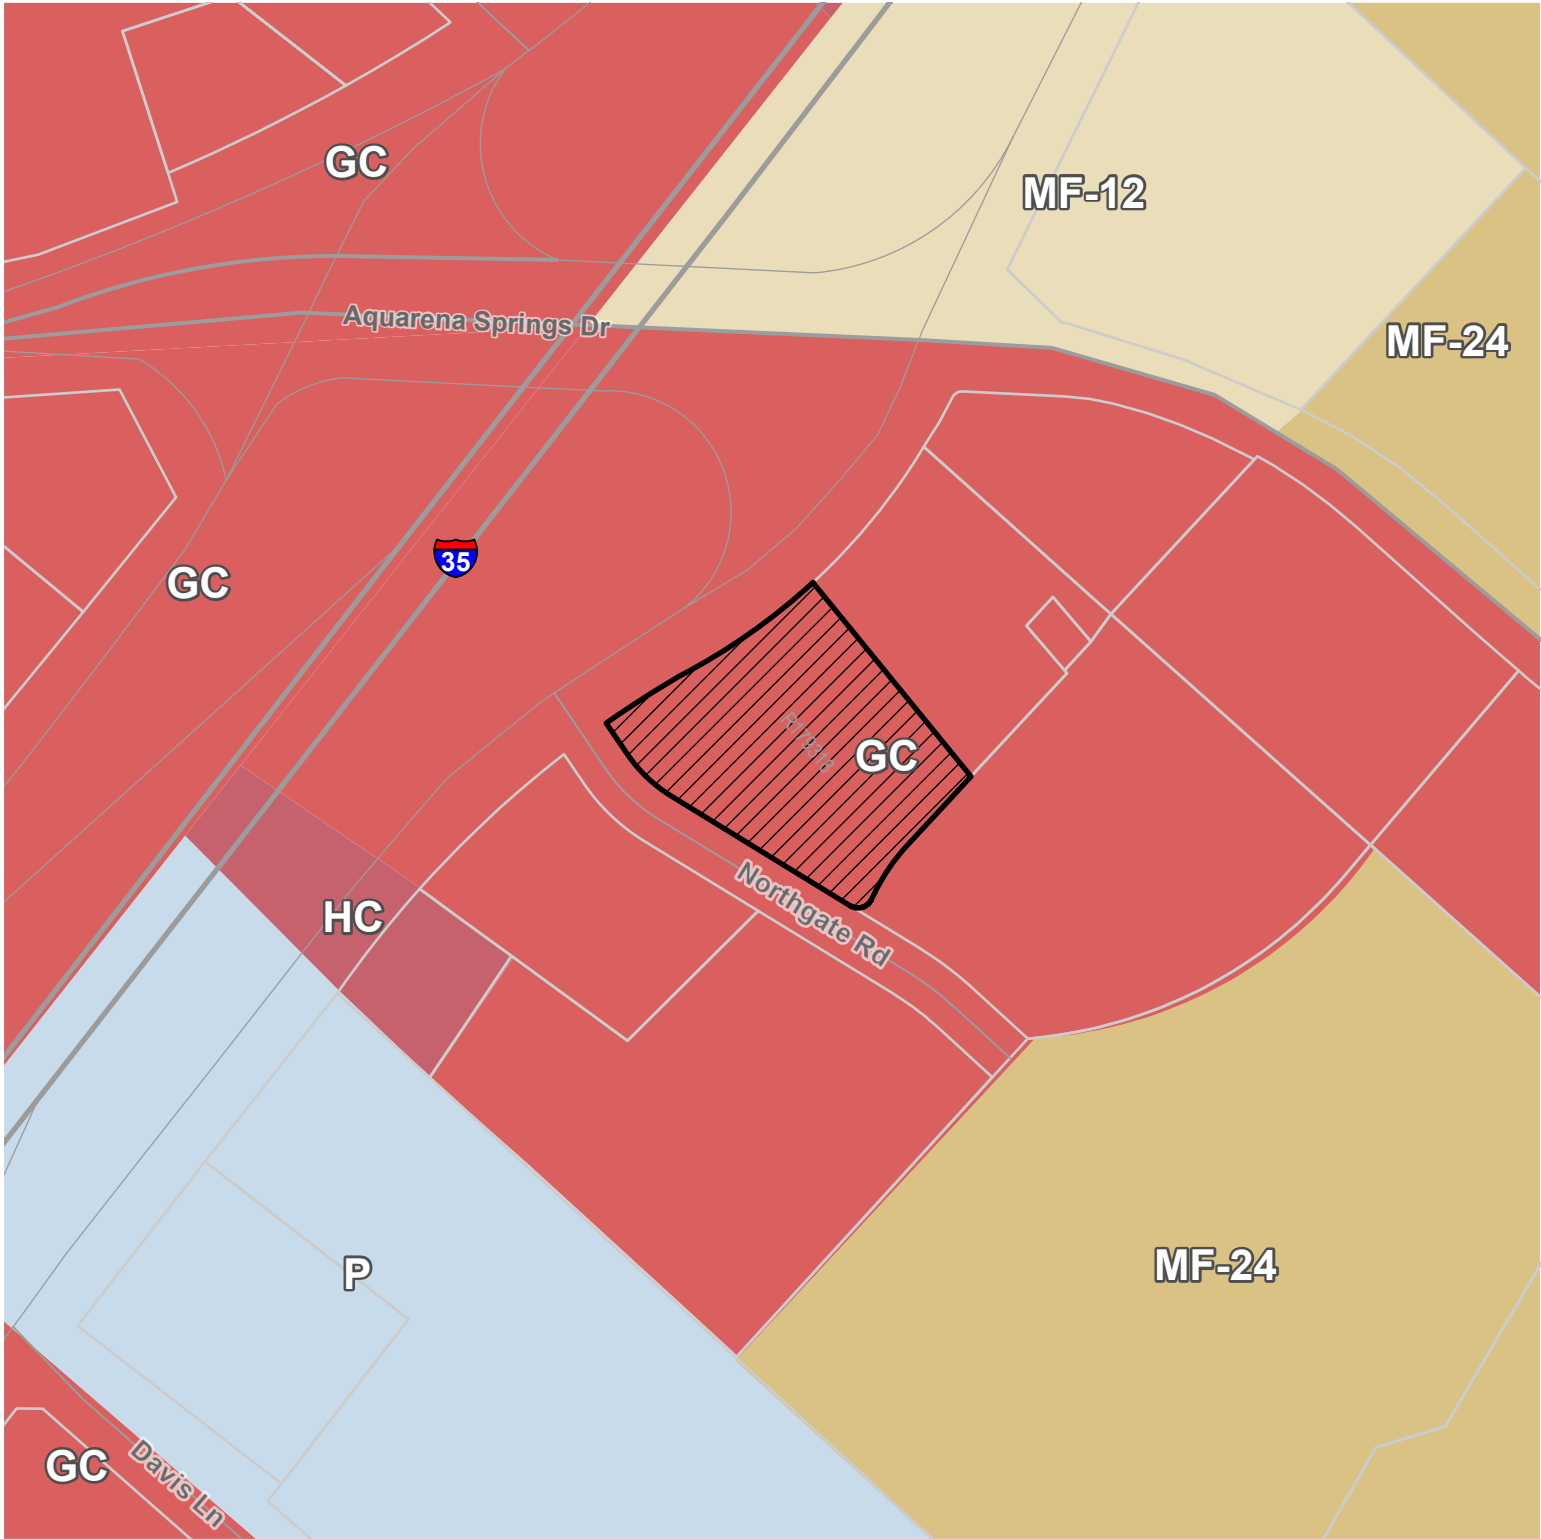 GC
MF-12
Aquarena Springs Dr
MF-24
35
GC
GC
HC
Northgate Rd
P
MF-24
GC
Davis Ln